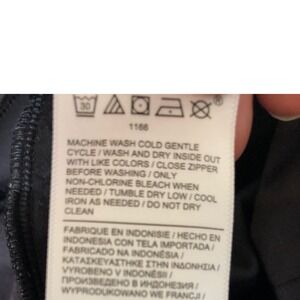 30
1166
MACHINE WASH COLD GENTLE
CYCLE / WASH AND DRY INSIDE OUT
WITH LIKE COLORS / CLOSE ZIPPER
BEFORE WASHING / ONLY
NON-CHLORINE BLEACH WHEN
NEEDED / TUMBLE DRY LOW / COOL
IRON AS NEEDED / DO NOT DRY
CLEAN
FABRIQUE EN INDONISIE / HECHO EN
INDONESIA CON TELA IMPORTADA /
FABRICADO NA INDONÉSIA /
ΚΑΤΑΣΚΕΥΑΣΤΗΚΕ ΣΤΗΝ ΙΝΔΟΝΗΣΙΑ /
VYROBENO V INDONÉSII /
ПРОИЗВЕДЕНО В ИНДОНЕЗИИ /
WYPRODUKOWANO WE FRANCJI